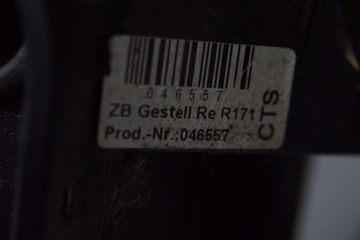 046557
ZB Gestell Re R171
Prod.-Nr.:046557
CTS